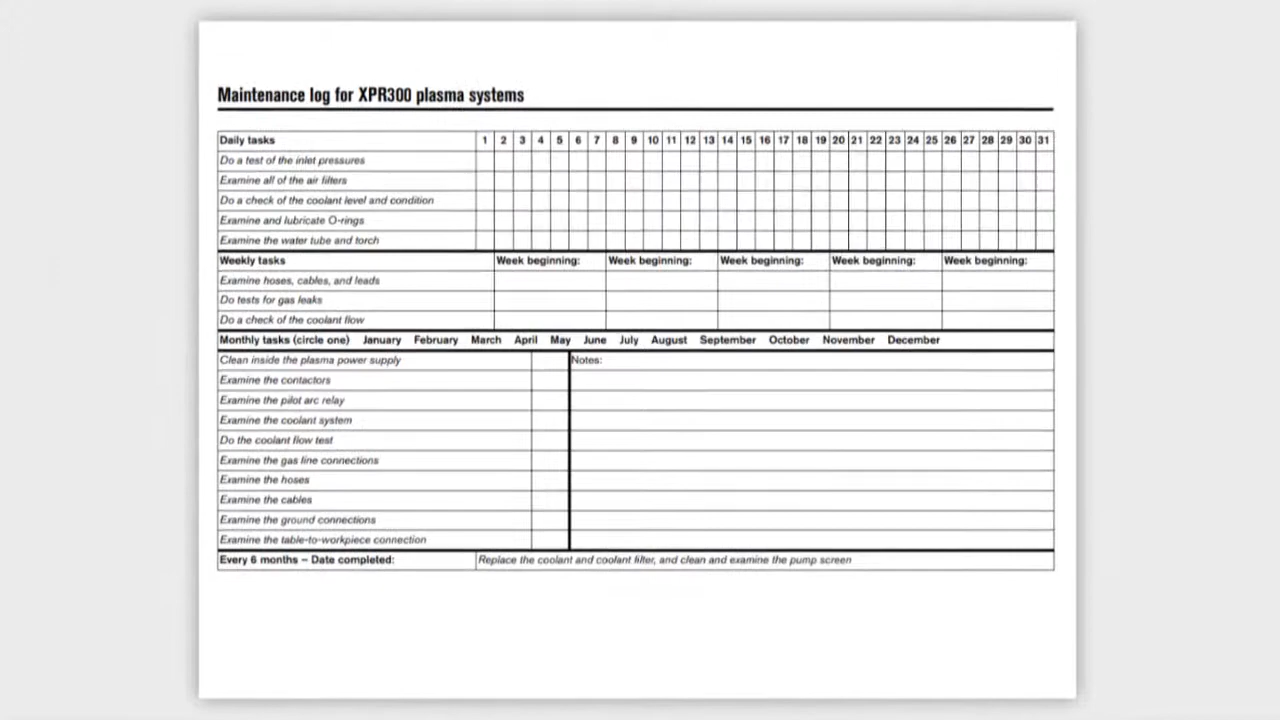 Maintenance log for XPR300 plasma systems
Daily tasks 1 2 3 4 5 6 7 8 9 10 11 12 13 14 15 16 17 18 19 20 21 22 23 24 25 26 27 28 29 30 31
Do a test of the inlet pressures
Examine all of the air filters
Do a check of the coolant level and condition
Examine and lubricate O-rings
Examine the water tube and torch
Weekly tasks Week beginning: Week beginning: Week beginning: Week beginning: Week beginning:
Examine hoses, cables, and leads
Do tests for gas leaks
Do a check of the coolant flow
Monthly tasks (circle one) January February March April May June July August September October November December
Clean inside the plasma power supply Notes:
Examine the contactors
Examine the pilot arc relay
Examine the coolant system
Do the coolant flow test
Examine the gas line connections
Examine the hoses
Examine the cables
Examine the ground connections
Examine the table-to-workpiece connection
Every 6 months – Date completed: Replace the coolant and coolant filter, and clean and examine the pump screen